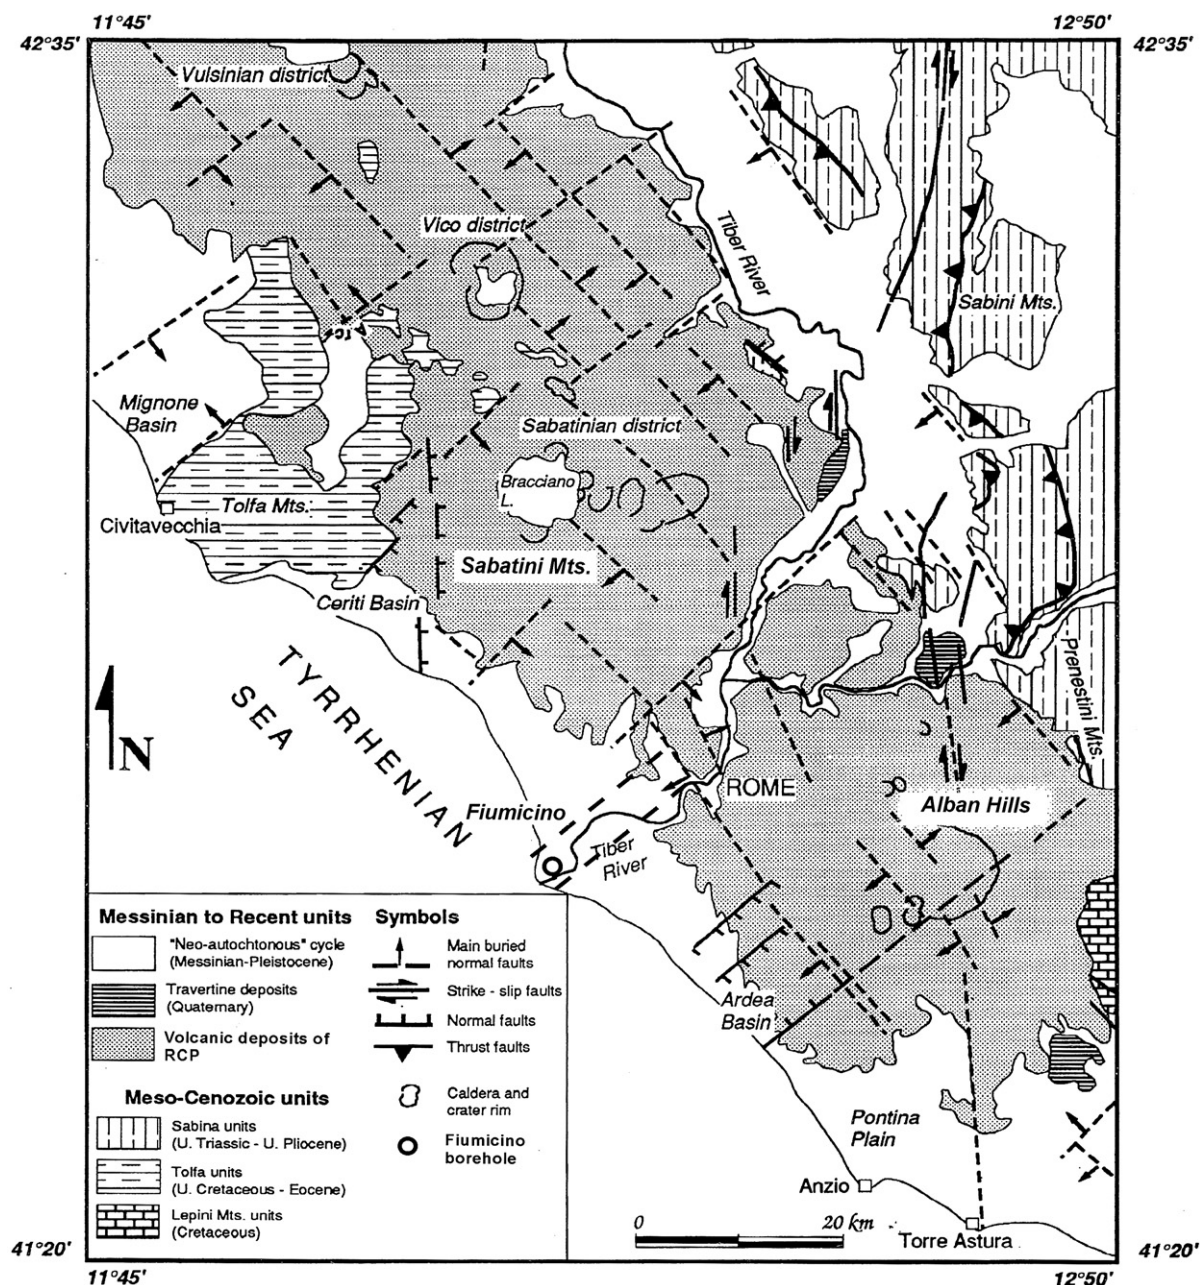 11°45'
12°50'
42°35'
42°35'
Vulsinian district
Vico district
Tiber River
Sabini Mts.
Mignone
Basin
Sabatinian district
Bracciano
L.
Tolfa Mts.
Civitavecchia
Sabatini Mts.
Ceriti Basin
TYRRHENIAN
SEA
Prenestini Mts.
N
ROME
Alban Hills
Fiumicino
Tiber
River
Ardea
Basin
Pontina
Plain
Anzio
Torre Astura
0
20 km
Messinian to Recent units
"Neo-autochtonous" cycle
(Messinian-Pleistocene)
Travertine deposits
(Quaternary)
Volcanic deposits of
RCP
Meso-Cenozoic units
Sabina units
(U. Triassic - U. Pliocene)
Tolfa units
(U. Cretaceous - Eocene)
Lepini Mts. units
(Cretaceous)
Symbols
Main buried
normal faults
Strike - slip faults
Normal faults
Thrust faults
Caldera and
crater rim
Fiumicino
borehole
41°20'
41°20'
11°45'
12°50'